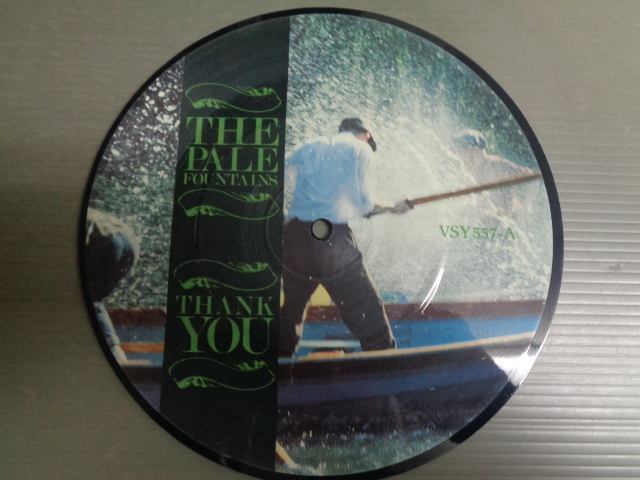 THE
PALE
FOUNTAINS
THANK
YOU
VSY 557-A